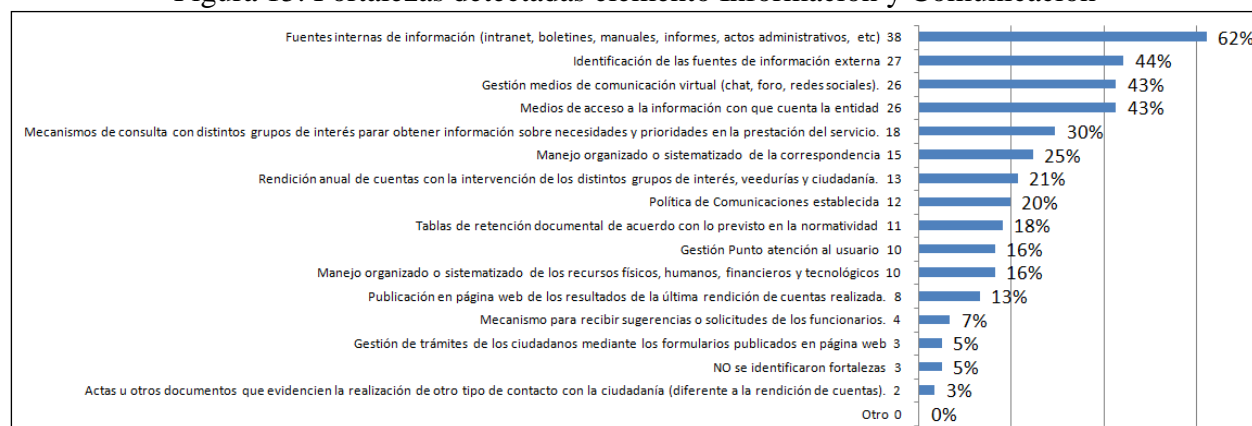 Figura 13. Fortalezas detectadas elemento Información y Comunicación
Fuentes internas de información (intranet, boletines, manuales, informes, actos administrativos, etc) 38 62%
Identificación de las fuentes de información externa 27 44%
Gestión medios de comunicación virtual (chat, foro, redes sociales). 26 43%
Medios de acceso a la información con que cuenta la entidad 26 43%
Mecanismos de consulta con distintos grupos de interés parar obtener información sobre necesidades y prioridades en la prestación del servicio. 18 30%
Manejo organizado o sistematizado de la correspondencia 15 25%
Rendición anual de cuentas con la intervención de los distintos grupos de interés, veedurías y ciudadanía. 13 21%
Política de Comunicaciones establecida 12 20%
Tablas de retención documental de acuerdo con lo previsto en la normatividad 11 18%
Gestión Punto atención al usuario 10 16%
Manejo organizado o sistematizado de los recursos físicos, humanos, financieros y tecnológicos 10 16%
Publicación en página web de los resultados de la última rendición de cuentas realizada. 8 13%
Mecanismo para recibir sugerencias o solicitudes de los funcionarios. 4 7%
Gestión de trámites de los ciudadanos mediante los formularios publicados en página web 3 5%
NO se identificaron fortalezas 3 5%
Actas u otros documentos que evidencien la realización de otro tipo de contacto con la ciudadanía (diferente a la rendición de cuentas). 2 3%
Otro 0 0%